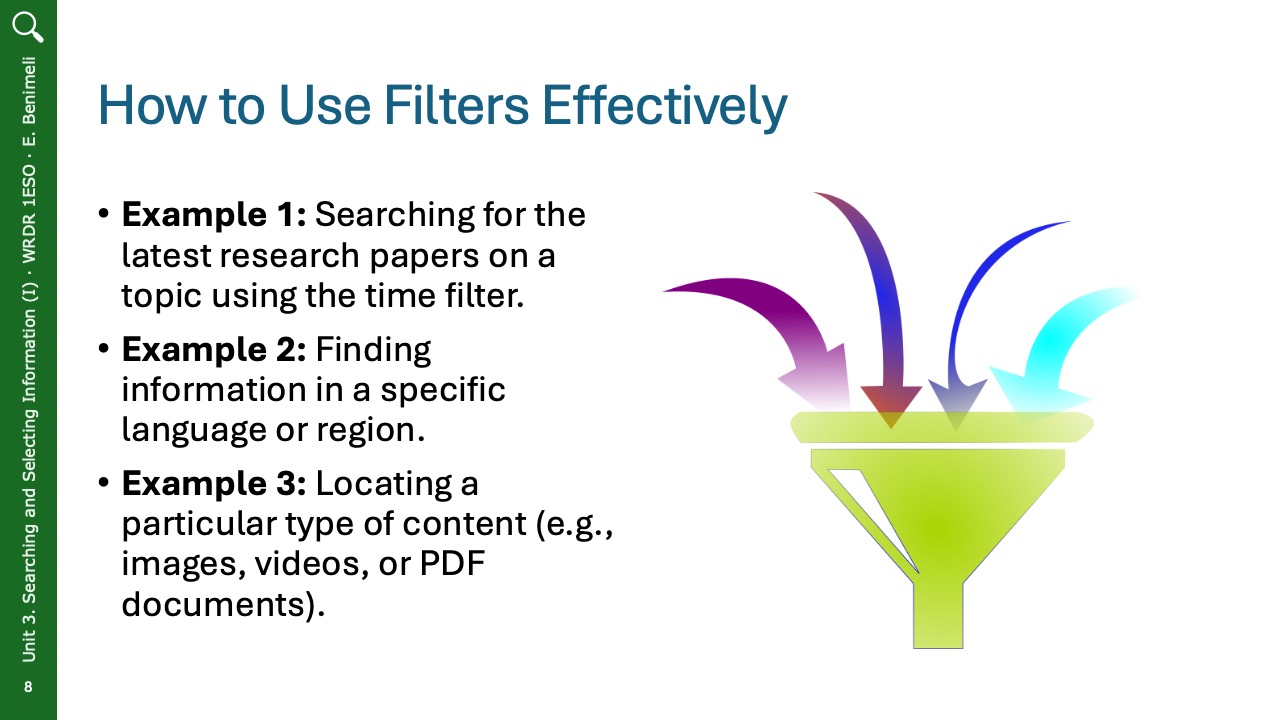 How to Use Filters Effectively
• Example 1: Searching for the
latest research papers on a
topic using the time filter.
• Example 2: Finding
information in a specific
language or region.
• Example 3: Locating a
particular type of content (e.g.,
images, videos, or PDF
documents).
Unit 3. Searching and Selecting Information (I) · WRDR 1ESO · E. Benimeli
8